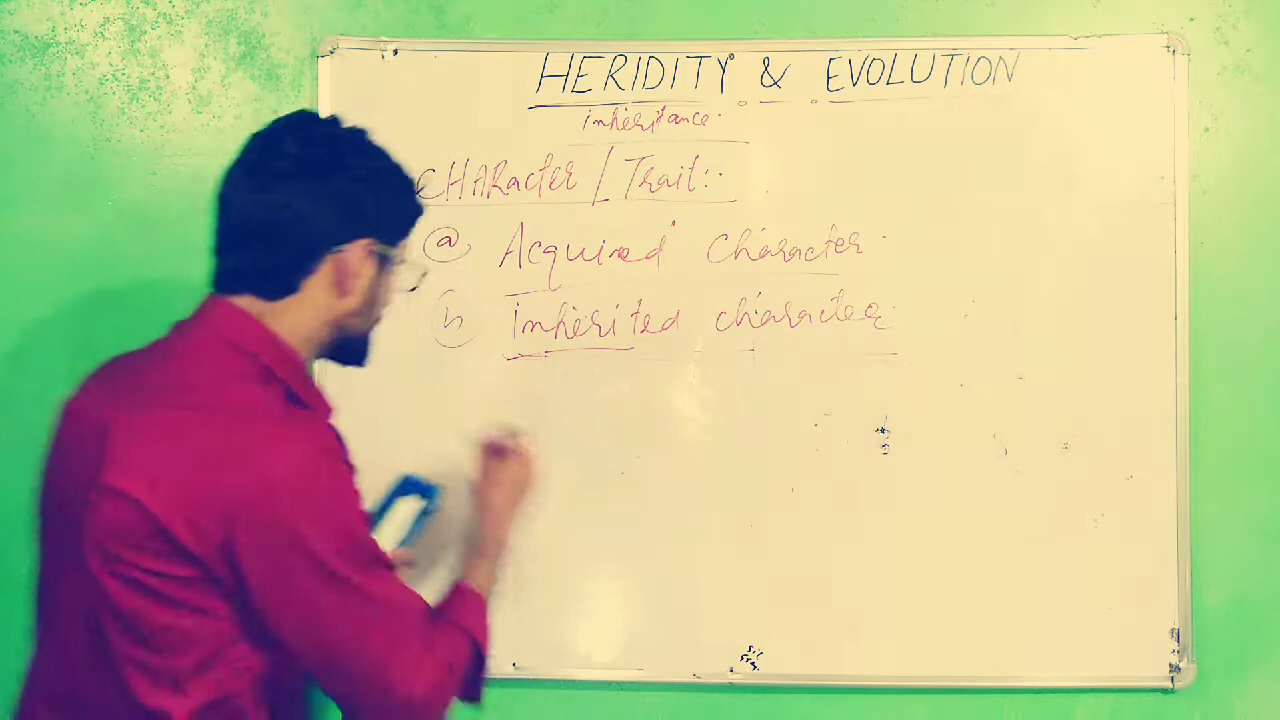 HERIDITY & EVOLUTION
inheritance.
CHARacter / Trait:-
(a) Acquired character.
(b) Inherited character.